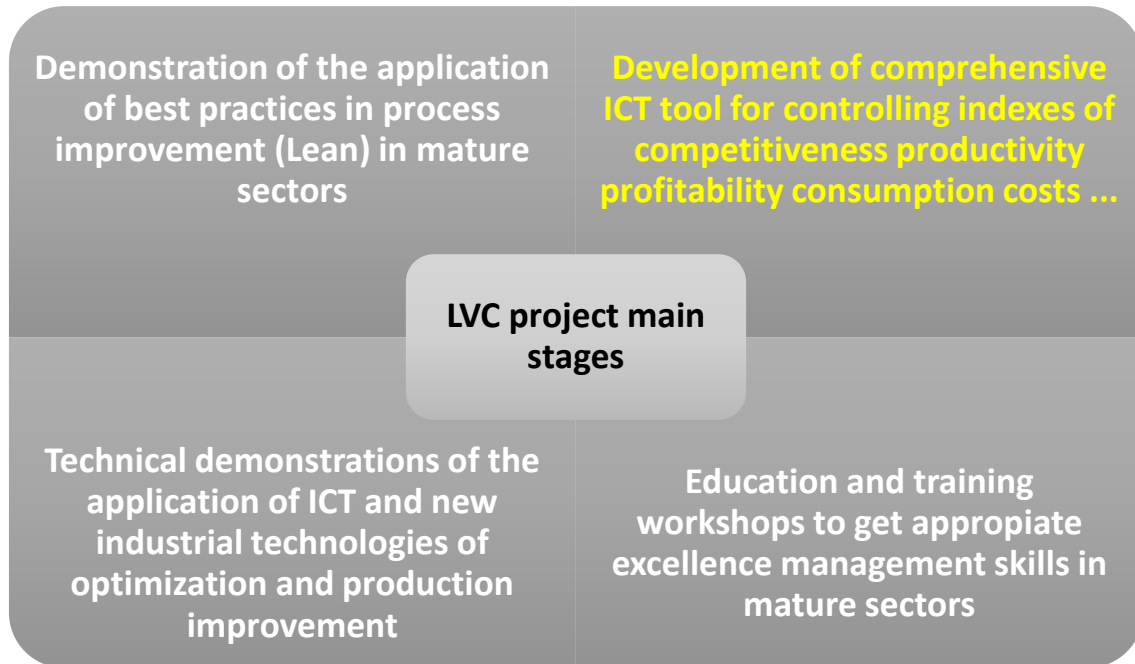 Demonstration of the application
of best practices in process
improvement (Lean) in mature
sectors
Development of comprehensive
ICT tool for controlling indexes of
competitiveness productivity
profitability consumption costs ...
LVC project main
stages
Technical demonstrations of the
application of ICT and new
industrial technologies of
optimization and production
improvement
Education and training
workshops to get appropiate
excellence management skills in
mature sectors